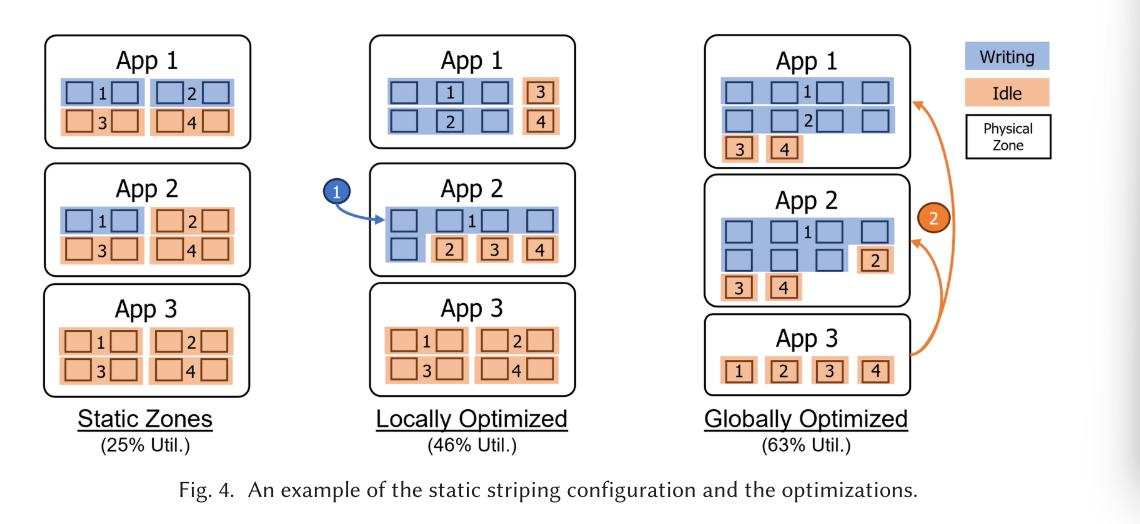 App 1
1 2
3 4
App 2
1 2
3 4
App 3
1 2
3 4
Static Zones
(25% Util.)
App 1
1 3
2 4
1
App 2
1
2 3 4
App 3
1 2
3 4
Locally Optimized
(46% Util.)
App 1
1
2
3 4
App 2
1
2
3 4
2
App 3
1 2 3 4
Globally Optimized
(63% Util.)
Writing
Idle
Physical
Zone
Fig. 4. An example of the static striping configuration and the optimizations.